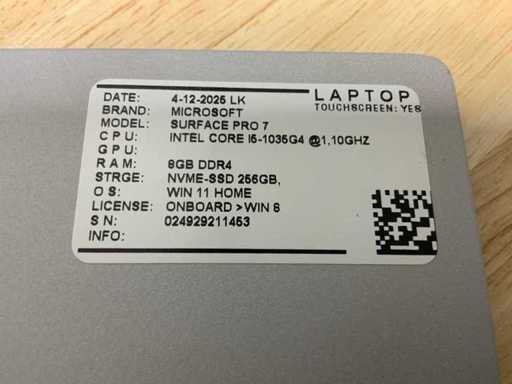 LAPTOP
TOUCHSCREEN: YES
DATE: 4-12-2025 LK
BRAND: MICROSOFT
MODEL: SURFACE PRO 7
CPU: INTEL CORE I5-1035G4 @1,10GHZ
GPU:
RAM: 8GB DDR4
STRGE: NVME-SSD 256GB,
OS: WIN 11 HOME
LICENSE: ONBOARD >WIN 8
SN: 024929211453
INFO: